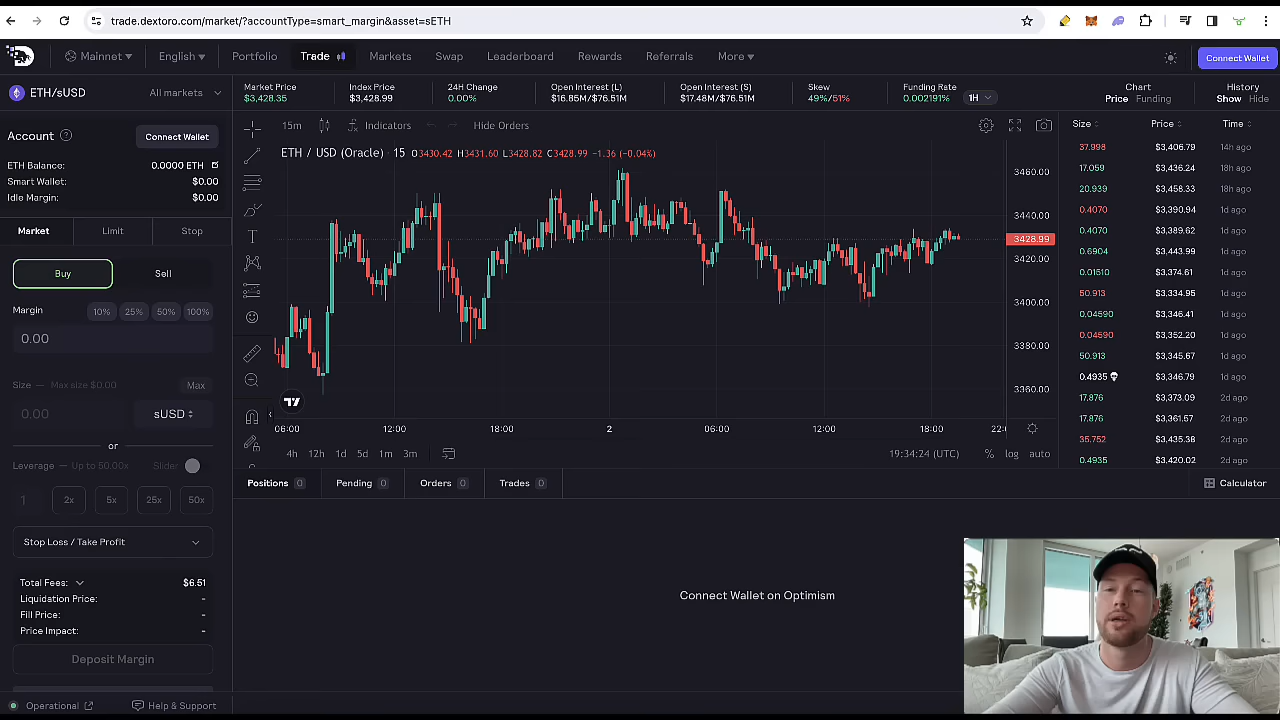 trade.dextoro.com/market/?accountType=smart_margin&asset=sETH
Mainnet English Portfolio Trade Markets Swap Leaderboard Rewards Referrals More Connect Wallet
ETH/sUSD All markets
Market Price $3,428.35
Index Price $3,428.99
24H Change 0.00%
Open Interest (L) $16.85M/$76.51M
Open Interest (S) $17.48M/$76.51M
Skew 49%/51%
Funding Rate 0.002191% 1H
Chart Price Funding
History Show Hide
Account Connect Wallet
ETH Balance: 0.0000 ETH
Smart Wallet: $0.00
Idle Margin: $0.00
Market Limit Stop
Buy Sell
Margin 10% 25% 50% 100%
0.00
Size — Max size $0.00 Max
0.00 sUSD
or
Leverage — Up to 50.00x Slider
1 2x 5x 25x 50x
Stop Loss / Take Profit
Total Fees: $6.51
Liquidation Price: -
Fill Price: -
Price Impact: -
Deposit Margin
Operational Help & Support
15m Indicators Hide Orders
ETH / USD (Oracle) · 15 O3430.42 H3431.60 L3428.82 C3428.99 −1.36 (−0.04%)
3460.00
3440.00
3428.99
3420.00
3400.00
3380.00
3360.00
06:00 12:00 18:00 2 06:00 12:00 18:00 22:
4h 12h 1d 5d 1m 3m 19:34:24 (UTC) % log auto
Size Price Time
37.998 $3,406.79 14h ago
17.059 $3,436.24 18h ago
20.939 $3,458.33 18h ago
0.4070 $3,390.94 1d ago
0.4070 $3,389.62 1d ago
0.6904 $3,443.99 1d ago
0.01510 $3,374.61 1d ago
50.913 $3,334.95 1d ago
0.04590 $3,346.41 1d ago
0.04590 $3,352.20 1d ago
50.913 $3,345.67 1d ago
0.4935 $3,346.79 1d ago
17.876 $3,373.09 2d ago
17.876 $3,361.57 2d ago
35.752 $3,435.38 2d ago
0.4935 $3,420.02 2d ago
Positions 0 Pending 0 Orders 0 Trades 0 Calculator
Connect Wallet on Optimism